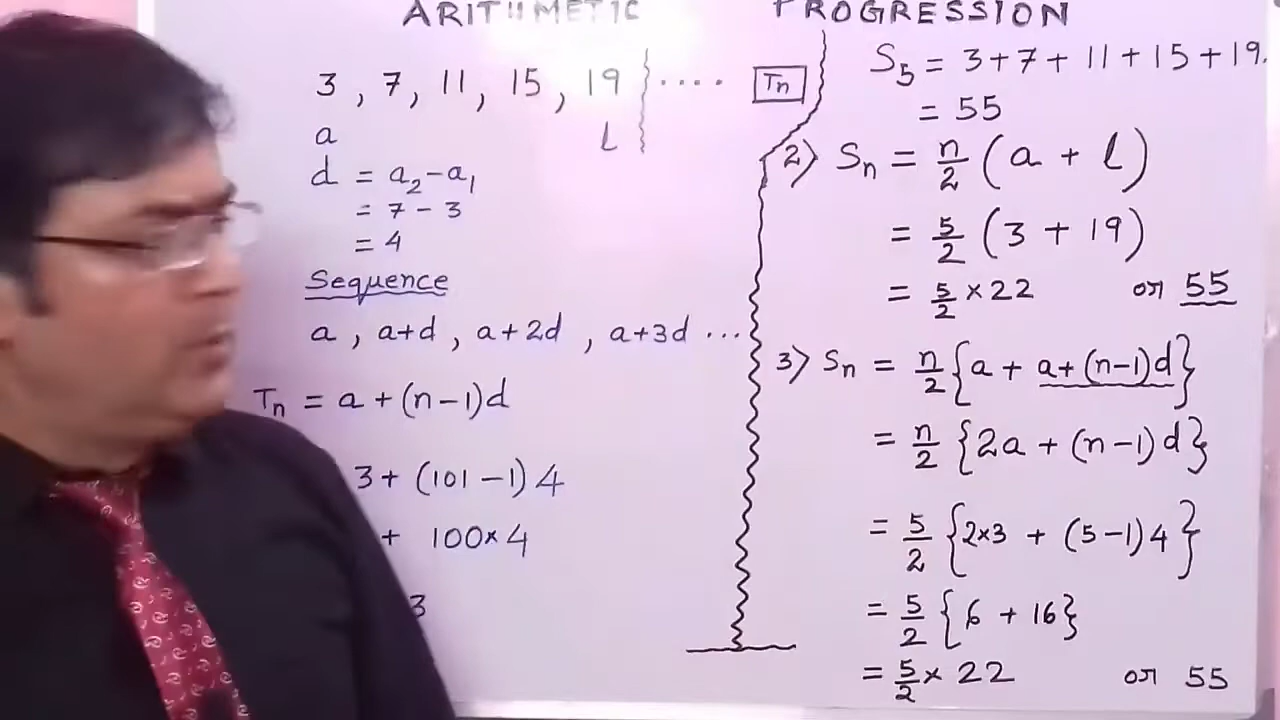 ARITHMETIC PROGRESSION
3 , 7, 11, 15, 19 .... Tn
a l
d = a₂-a₁
= 7 - 3
= 4
Sequence
a , a+d , a+2d , a+3d ...
Tn = a + (n-1)d
3 + (101-1) 4
+ 100×4
3
S₅ = 3+7+11+15+19.
= 55
2) Sn = n/2 (a + l)
= 5/2 (3 + 19)
= 5/2 × 22 or 55
3) Sn = n/2 {a + a+(n-1)d}
= n/2 {2a + (n-1)d}
= 5/2 {2×3 + (5-1)4}
= 5/2 {6 + 16}
= 5/2 × 22 or 55